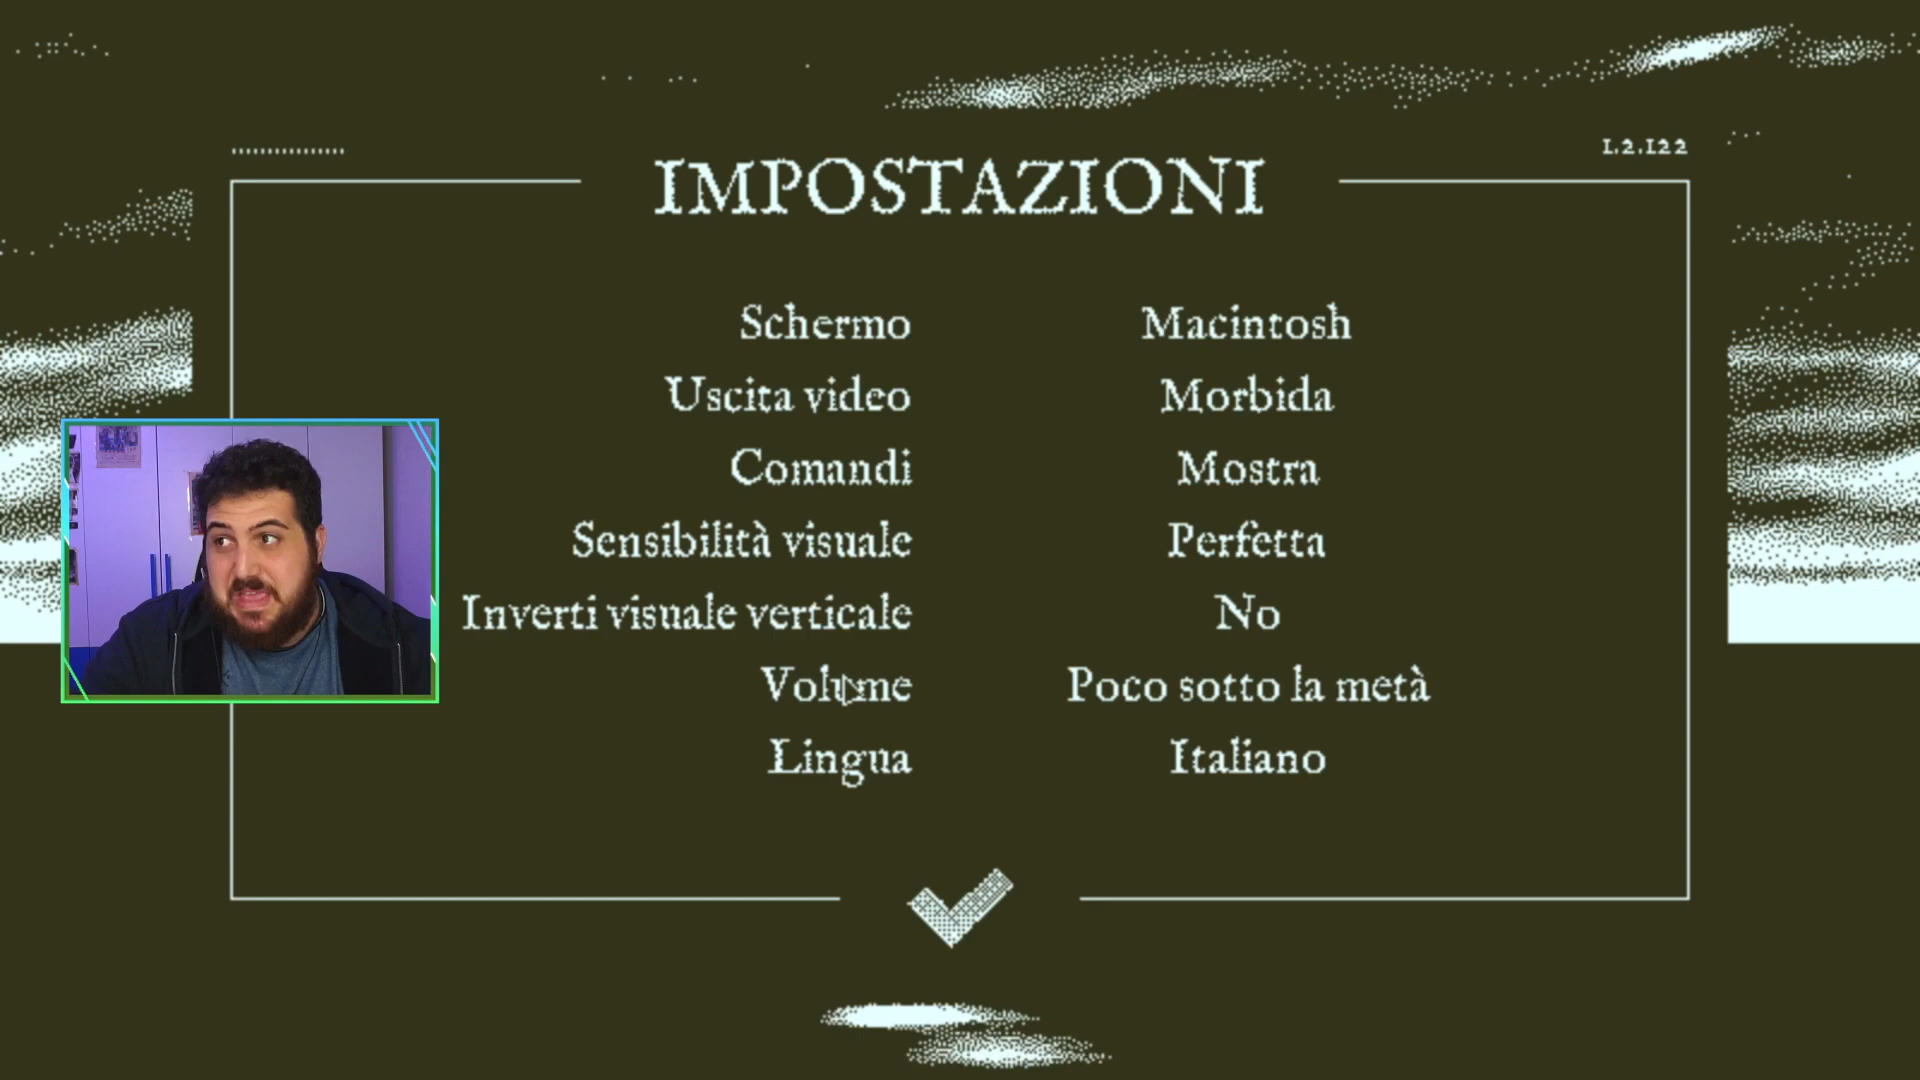 1.2.122
IMPOSTAZIONI
Schermo Macintosh
Uscita video Morbida
Comandi Mostra
Sensibilità visuale Perfetta
Inverti visuale verticale No
Volume Poco sotto la metà
Lingua Italiano